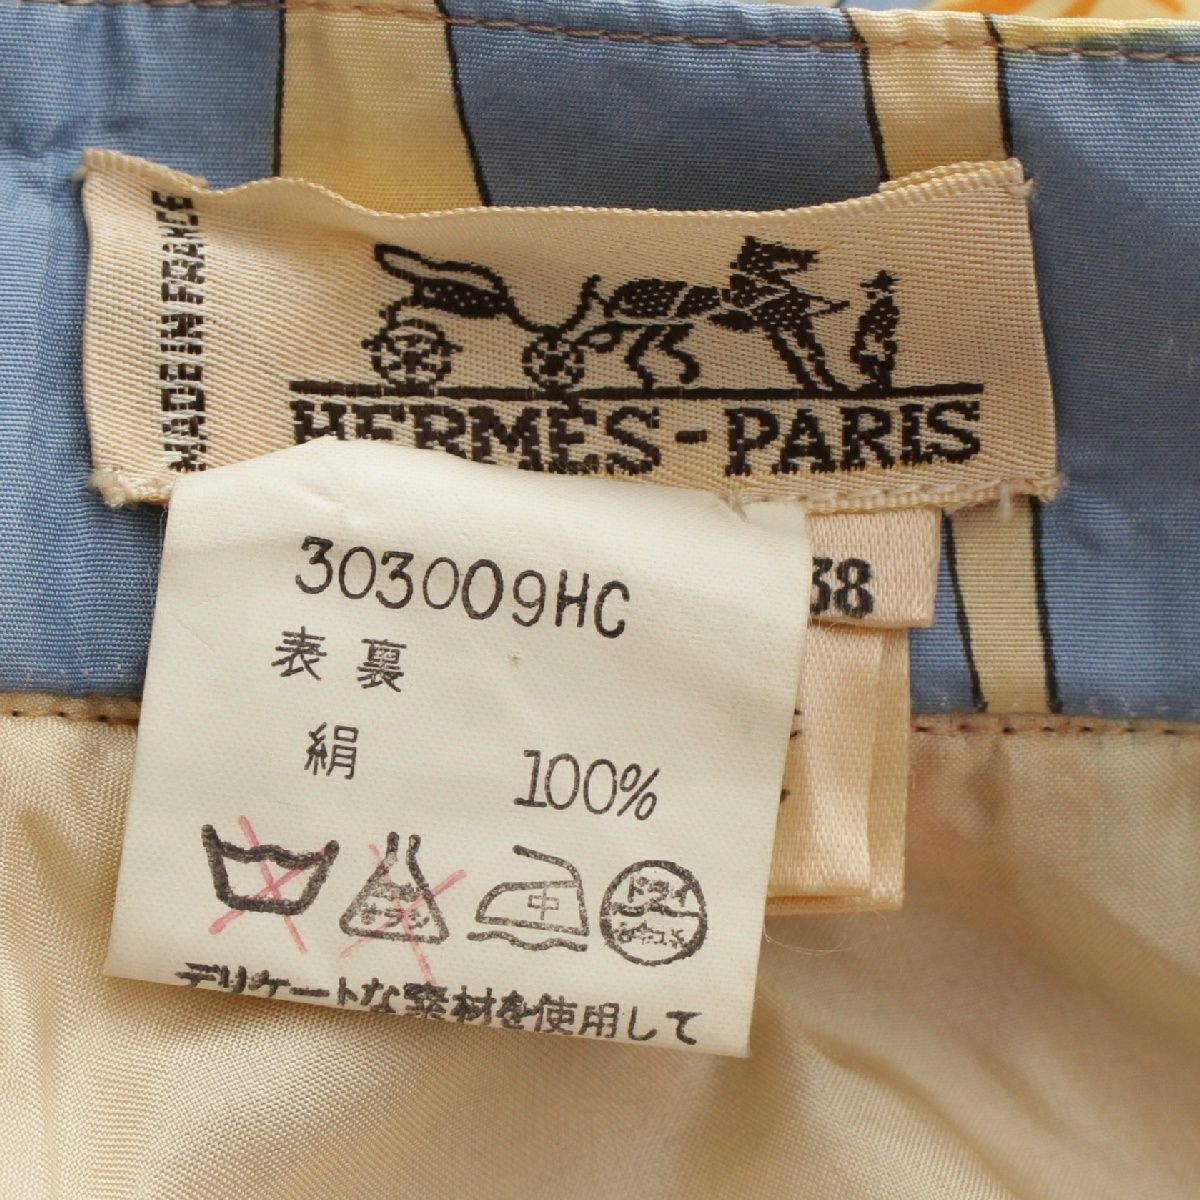 MADE IN FRANCE
HERMES-PARIS
38
303009HC
表 裏
絹 100%
中
ドライ
デリケートな素材を使用して